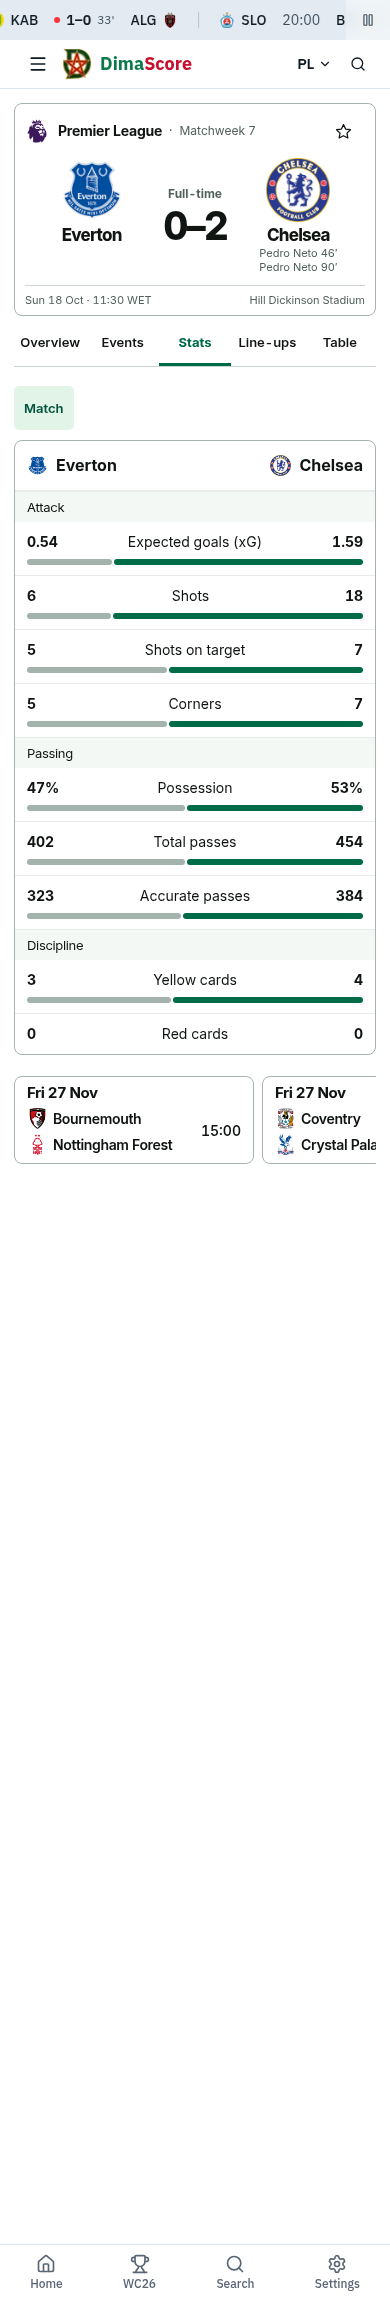 KAB 1–0 33' ALG SLO 20:00 B
DimaScore PL
Premier League · Matchweek 7
Full-time
Everton 0–2 Chelsea
Pedro Neto 46'
Pedro Neto 90'
Sun 18 Oct · 11:30 WET Hill Dickinson Stadium
Overview Events Stats Line-ups Table
Match
Everton Chelsea
Attack
0.54 Expected goals (xG) 1.59
6 Shots 18
5 Shots on target 7
5 Corners 7
Passing
47% Possession 53%
402 Total passes 454
323 Accurate passes 384
Discipline
3 Yellow cards 4
0 Red cards 0
Fri 27 Nov Fri 27 Nov
Bournemouth Coventry
15:00
Nottingham Forest Crystal Pala
Home WC26 Search Settings